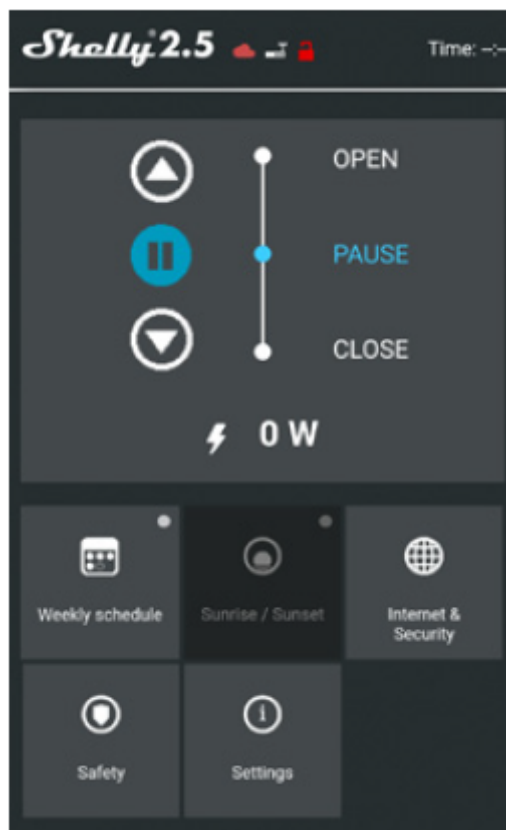 Shelly 2.5
Time: --:--
OPEN
PAUSE
CLOSE
0 W
Weekly schedule
Sunrise / Sunset
Internet &
Security
Safety
Settings